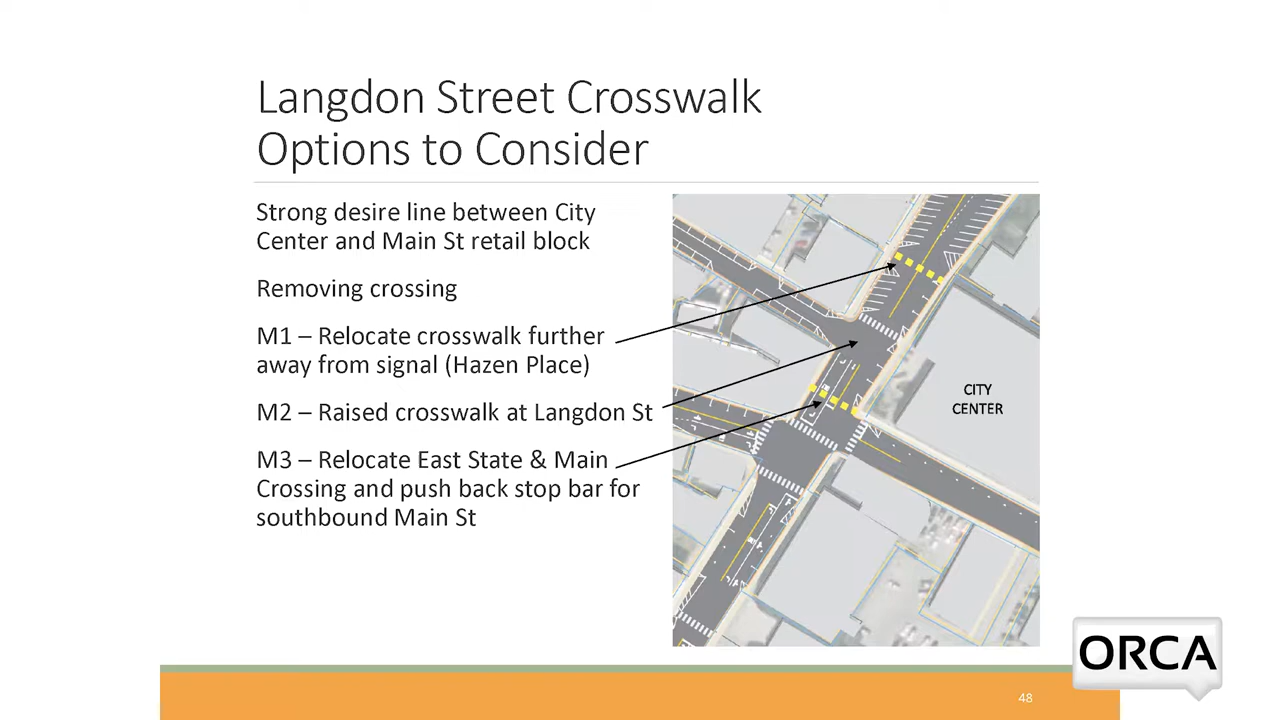 Langdon Street Crosswalk
Options to Consider
Strong desire line between City
Center and Main St retail block
Removing crossing
M1 – Relocate crosswalk further
away from signal (Hazen Place)
M2 – Raised crosswalk at Langdon St
M3 – Relocate East State & Main
Crossing and push back stop bar for
southbound Main St
CITY
CENTER
ORCA
48